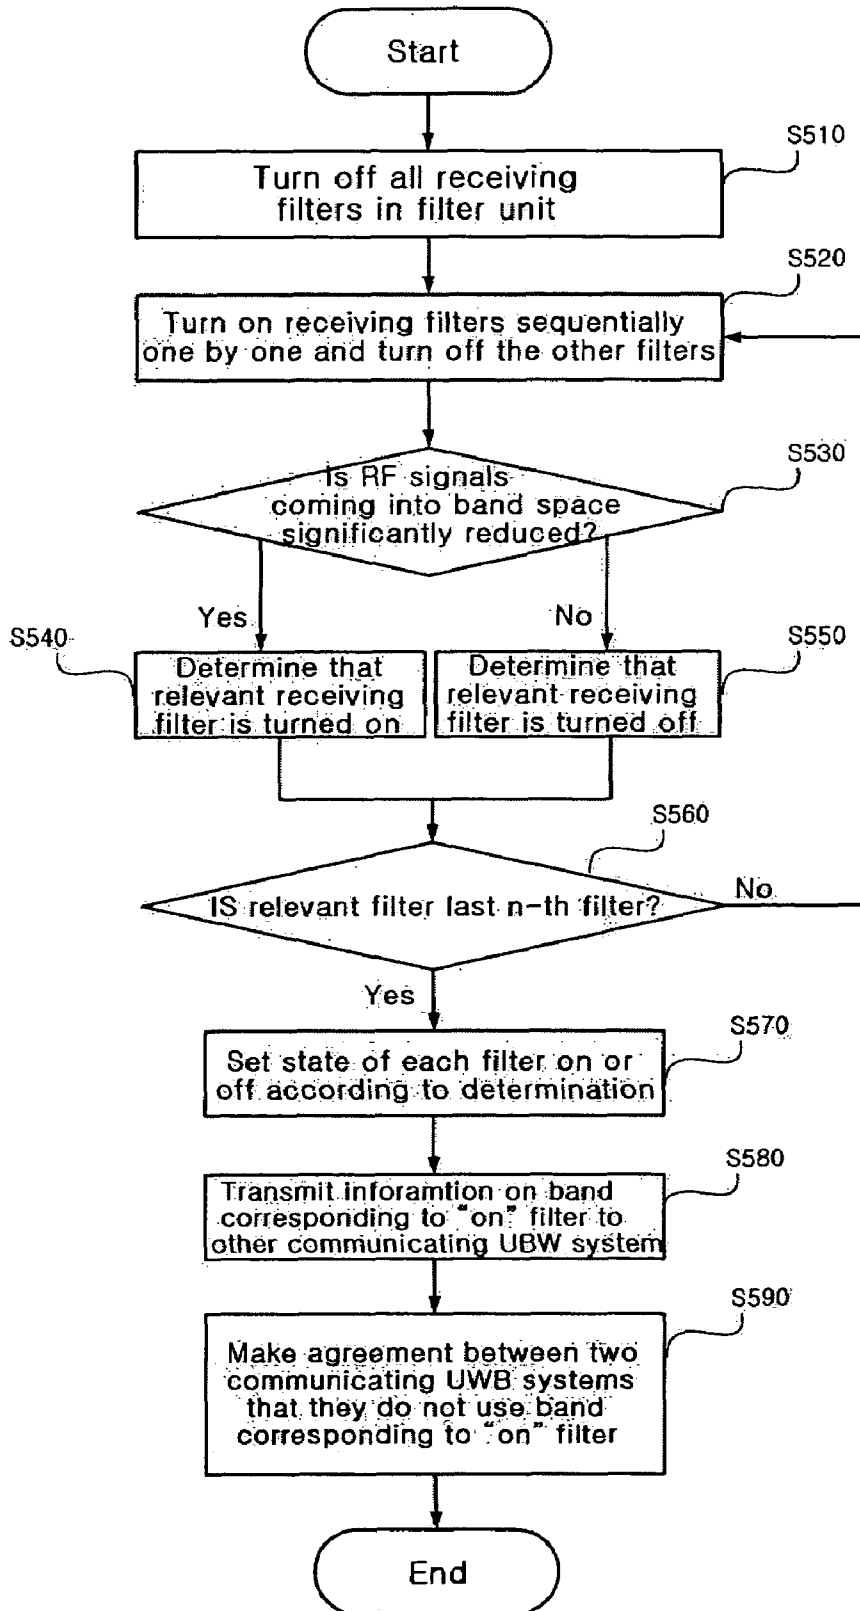 Start
S510
Turn off all receiving
filters in filter unit
S520
Turn on receiving filters sequentially
one by one and turn off the other filters
S530
Is RF signals
coming into band space
significantly reduced?
Yes
No
S540
Determine that
relevant receiving
filter is turned on
S550
Determine that
relevant receiving
filter is turned off
S560
IS relevant filter last n-th filter?
No
Yes
S570
Set state of each filter on or
off according to determination
S580
Transmit inforamtion on band
corresponding to "on" filter to
other communicating UBW system
S590
Make agreement between two
communicating UWB systems
that they do not use band
corresponding to "on" filter
End